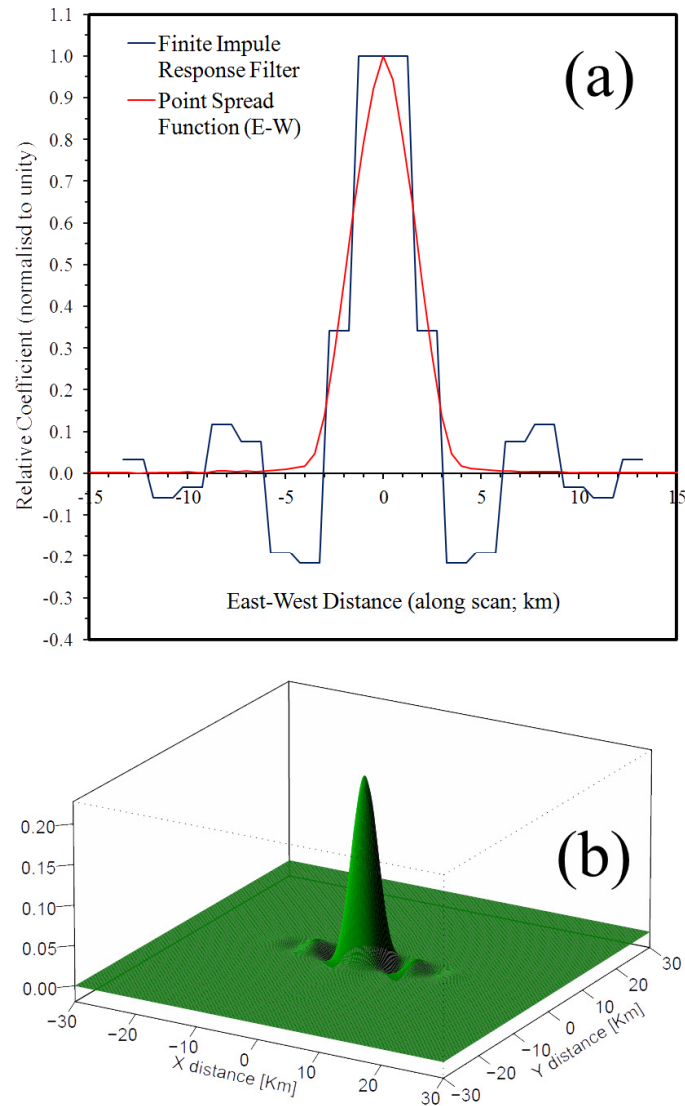 1.0
0.9
0.8
0.7
0.6
0.5
0.4
0.3
0.2
0.1
0.0
-0.1
-0.2
-0.3
-0.4
Relative Coefficient (normalisd to unity)
Finite Impule
Response Filter
Point Spread
Function (E-W)
(a)
-15 -10 -5 0 5 10 15
East-West Distance (along scan; km)
(b)
0.20
0.15
0.10
0.05
0.00
−30 −20 −10 0 10 20 30
X distance [Km]
−30 −20 −10 0 10 20 30
Y distance [Km]